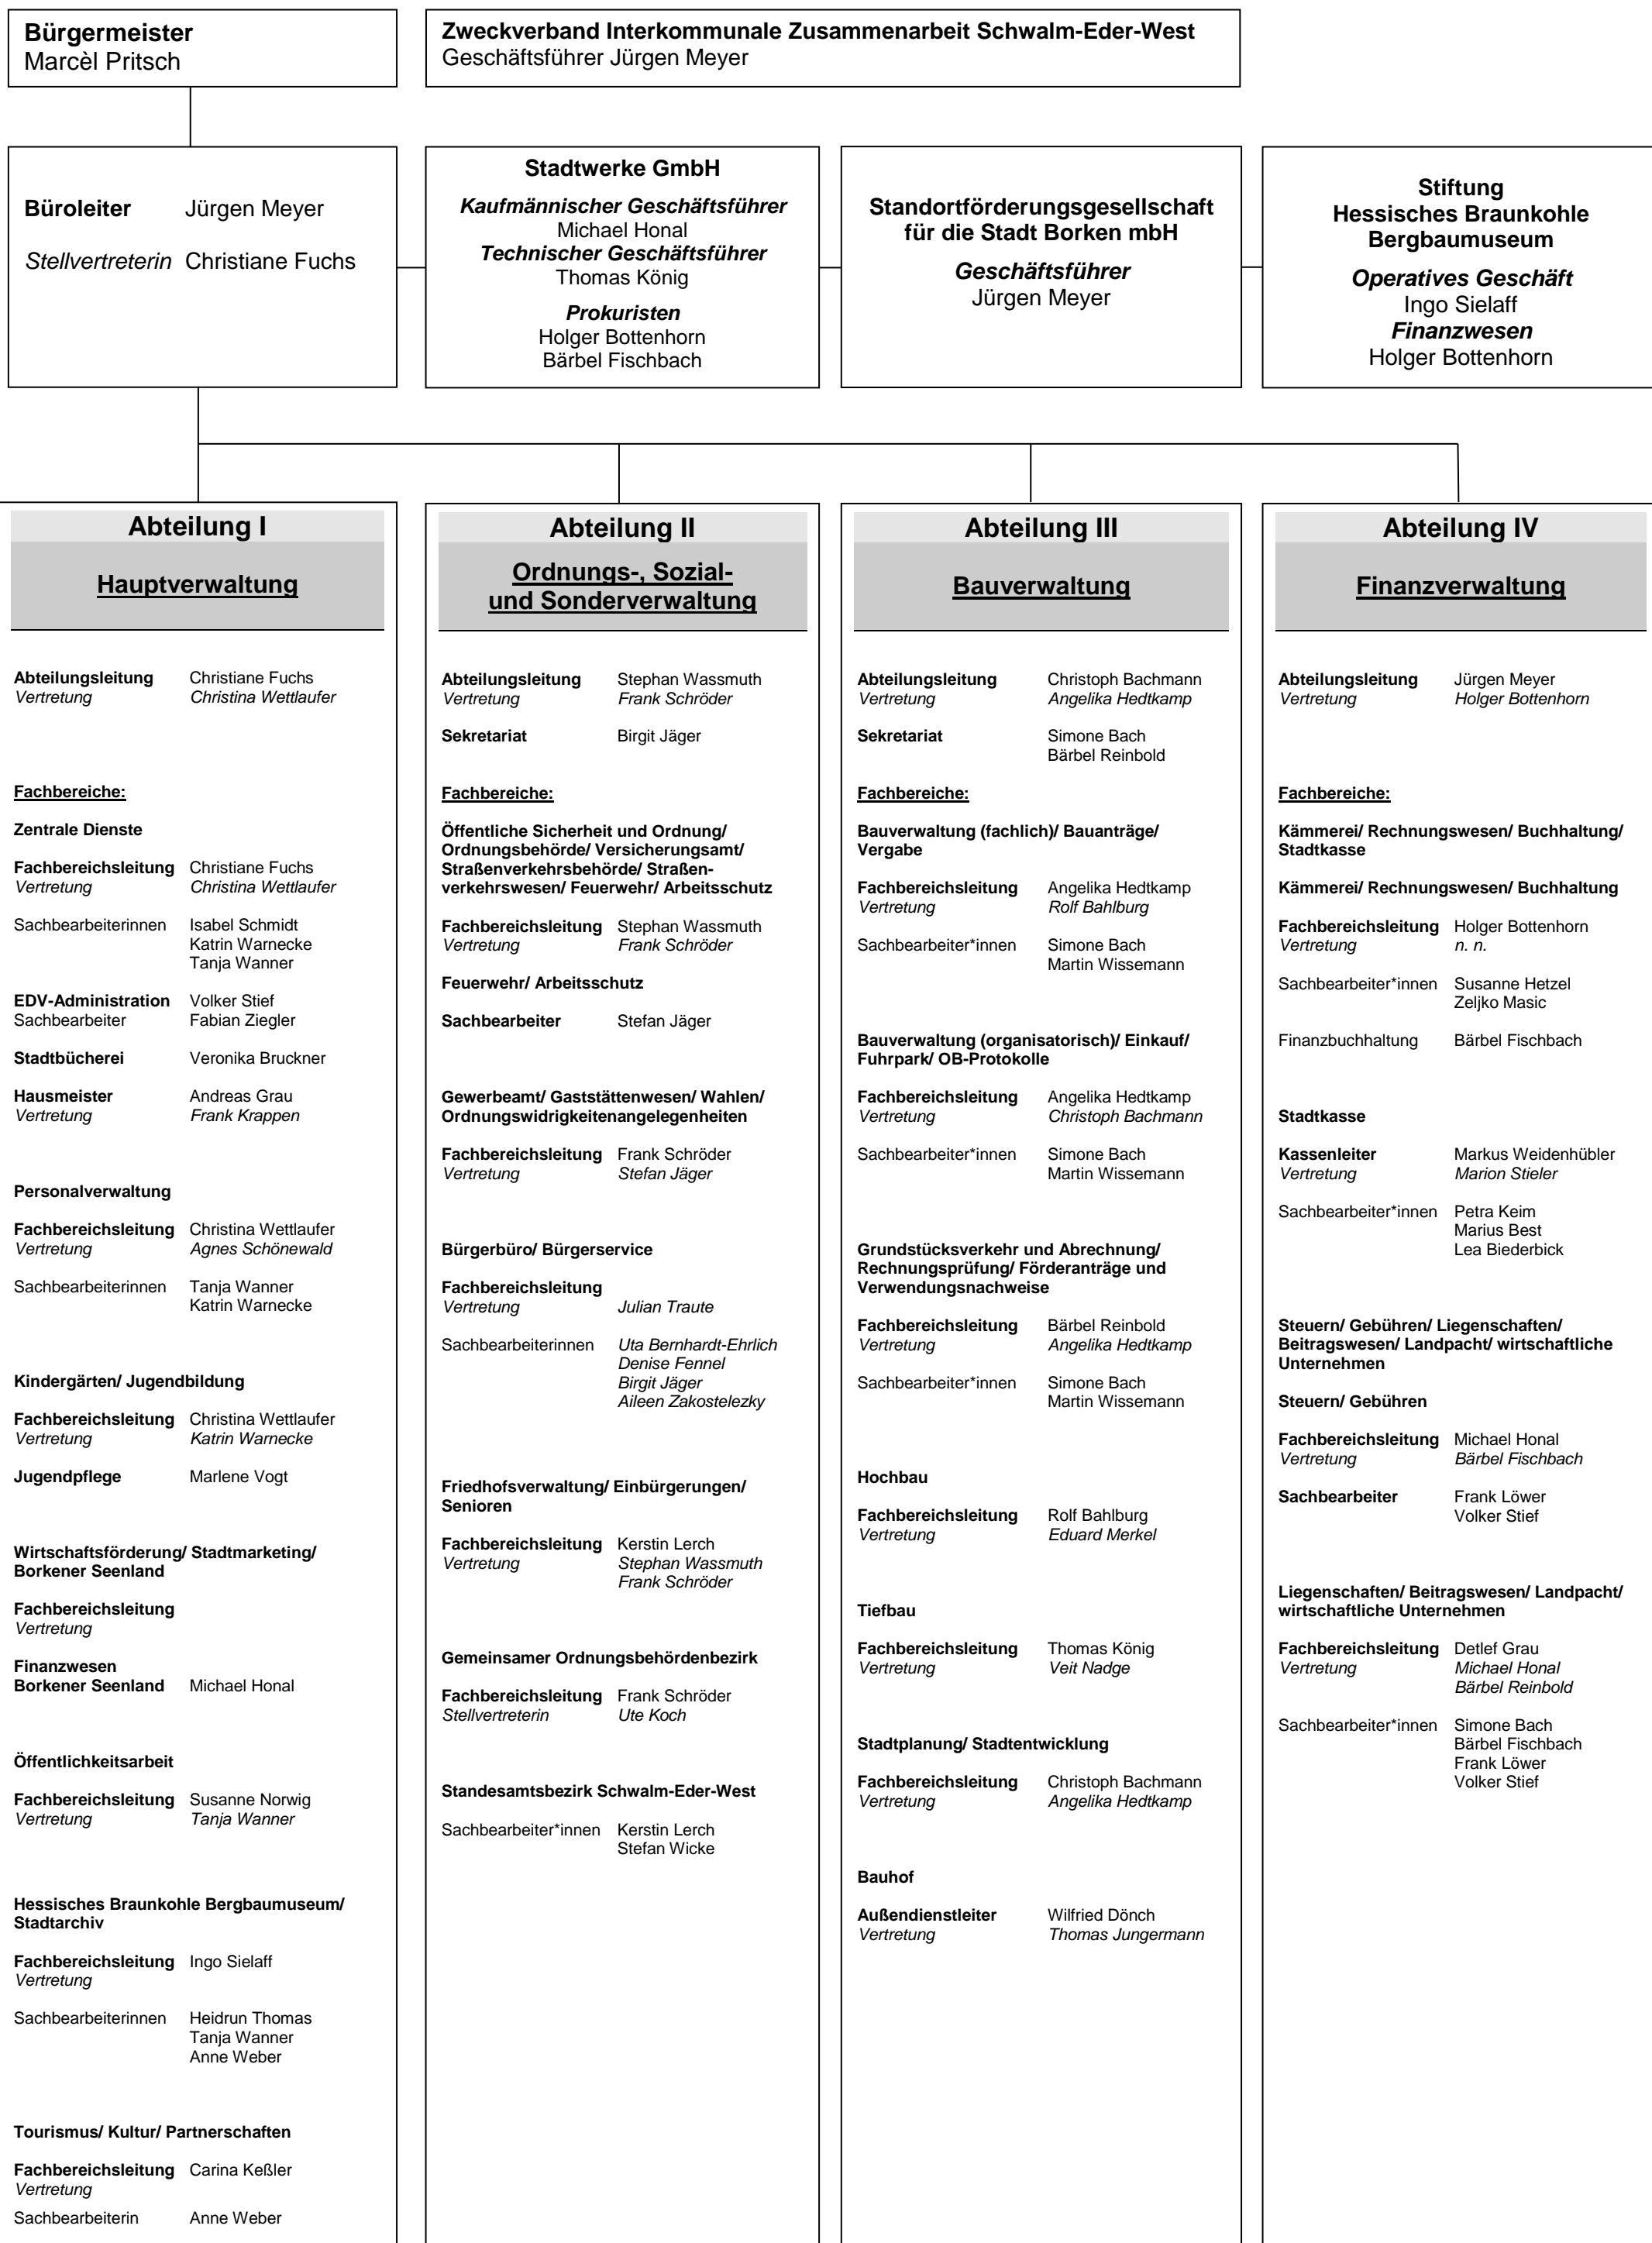 Bürgermeister
Marcèl Pritsch
Zweckverband Interkommunale Zusammenarbeit Schwalm-Eder-West
Geschäftsführer Jürgen Meyer
Büroleiter Jürgen Meyer
Stellvertreterin Christiane Fuchs
Stadtwerke GmbH
Kaufmännischer Geschäftsführer
Michael Honal
Technischer Geschäftsführer
Thomas König
Prokuristen
Holger Bottenhorn
Bärbel Fischbach
Standortförderungsgesellschaft
für die Stadt Borken mbH
Geschäftsführer
Jürgen Meyer
Stiftung
Hessisches Braunkohle
Bergbaumuseum
Operatives Geschäft
Ingo Sielaff
Finanzwesen
Holger Bottenhorn
Abteilung I
Hauptverwaltung
Abteilungsleitung Christiane Fuchs
Vertretung Christina Wettlaufer
Fachbereiche:
Zentrale Dienste
Fachbereichsleitung Christiane Fuchs
Vertretung Christina Wettlaufer
Sachbearbeiterinnen Isabel Schmidt
Katrin Warnecke
Tanja Wanner
EDV-Administration Volker Stief
Sachbearbeiter Fabian Ziegler
Stadtbücherei Veronika Bruckner
Hausmeister Andreas Grau
Vertretung Frank Krappen
Personalverwaltung
Fachbereichsleitung Christina Wettlaufer
Vertretung Agnes Schönewald
Sachbearbeiterinnen Tanja Wanner
Katrin Warnecke
Kindergärten/ Jugendbildung
Fachbereichsleitung Christina Wettlaufer
Vertretung Katrin Warnecke
Jugendpflege Marlene Vogt
Wirtschaftsförderung/ Stadtmarketing/
Borkener Seenland
Fachbereichsleitung
Vertretung
Finanzwesen
Borkener Seenland Michael Honal
Öffentlichkeitsarbeit
Fachbereichsleitung Susanne Norwig
Vertretung Tanja Wanner
Hessisches Braunkohle Bergbaumuseum/
Stadtarchiv
Fachbereichsleitung Ingo Sielaff
Vertretung
Sachbearbeiterinnen Heidrun Thomas
Tanja Wanner
Anne Weber
Tourismus/ Kultur/ Partnerschaften
Fachbereichsleitung Carina Keßler
Vertretung
Sachbearbeiterin Anne Weber
Abteilung II
Ordnungs-, Sozial-
und Sonderverwaltung
Abteilungsleitung Stephan Wassmuth
Vertretung Frank Schröder
Sekretariat Birgit Jäger
Fachbereiche:
Öffentliche Sicherheit und Ordnung/
Ordnungsbehörde/ Versicherungsamt/
Straßenverkehrsbehörde/ Straßen-
verkehrswesen/ Feuerwehr/ Arbeitsschutz
Fachbereichsleitung Stephan Wassmuth
Vertretung Frank Schröder
Feuerwehr/ Arbeitsschutz
Sachbearbeiter Stefan Jäger
Gewerbeamt/ Gaststättenwesen/ Wahlen/
Ordnungswidrigkeitenangelegenheiten
Fachbereichsleitung Frank Schröder
Vertretung Stefan Jäger
Bürgerbüro/ Bürgerservice
Fachbereichsleitung
Vertretung Julian Traute
Sachbearbeiterinnen Uta Bernhardt-Ehrlich
Denise Fennel
Birgit Jäger
Aileen Zakostelezky
Friedhofsverwaltung/ Einbürgerungen/
Senioren
Fachbereichsleitung Kerstin Lerch
Vertretung Stephan Wassmuth
Frank Schröder
Gemeinsamer Ordnungsbehördenbezirk
Fachbereichsleitung Frank Schröder
Stellvertreterin Ute Koch
Standesamtsbezirk Schwalm-Eder-West
Sachbearbeiter*innen Kerstin Lerch
Stefan Wicke
Abteilung III
Bauverwaltung
Abteilungsleitung Christoph Bachmann
Vertretung Angelika Hedtkamp
Sekretariat Simone Bach
Bärbel Reinbold
Fachbereiche:
Bauverwaltung (fachlich)/ Bauanträge/
Vergabe
Fachbereichsleitung Angelika Hedtkamp
Vertretung Rolf Bahlburg
Sachbearbeiter*innen Simone Bach
Martin Wissemann
Bauverwaltung (organisatorisch)/ Einkauf/
Fuhrpark/ OB-Protokolle
Fachbereichsleitung Angelika Hedtkamp
Vertretung Christoph Bachmann
Sachbearbeiter*innen Simone Bach
Martin Wissemann
Grundstücksverkehr und Abrechnung/
Rechnungsprüfung/ Förderanträge und
Verwendungsnachweise
Fachbereichsleitung Bärbel Reinbold
Vertretung Angelika Hedtkamp
Sachbearbeiter*innen Simone Bach
Martin Wissemann
Hochbau
Fachbereichsleitung Rolf Bahlburg
Vertretung Eduard Merkel
Tiefbau
Fachbereichsleitung Thomas König
Vertretung Veit Nadge
Stadtplanung/ Stadtentwicklung
Fachbereichsleitung Christoph Bachmann
Vertretung Angelika Hedtkamp
Bauhof
Außendienstleiter Wilfried Dönch
Vertretung Thomas Jungermann
Abteilung IV
Finanzverwaltung
Abteilungsleitung Jürgen Meyer
Vertretung Holger Bottenhorn
Fachbereiche:
Kämmerei/ Rechnungswesen/ Buchhaltung/
Stadtkasse
Kämmerei/ Rechnungswesen/ Buchhaltung
Fachbereichsleitung Holger Bottenhorn
Vertretung n. n.
Sachbearbeiter*innen Susanne Hetzel
Zeljko Masic
Finanzbuchhaltung Bärbel Fischbach
Stadtkasse
Kassenleiter Markus Weidenhübler
Vertretung Marion Stieler
Sachbearbeiter*innen Petra Keim
Marius Best
Lea Biederbick
Steuern/ Gebühren/ Liegenschaften/
Beitragswesen/ Landpacht/ wirtschaftliche
Unternehmen
Steuern/ Gebühren
Fachbereichsleitung Michael Honal
Vertretung Bärbel Fischbach
Sachbearbeiter Frank Löwer
Volker Stief
Liegenschaften/ Beitragswesen/ Landpacht/
wirtschaftliche Unternehmen
Fachbereichsleitung Detlef Grau
Vertretung Michael Honal
Bärbel Reinbold
Sachbearbeiter*innen Simone Bach
Bärbel Fischbach
Frank Löwer
Volker Stief